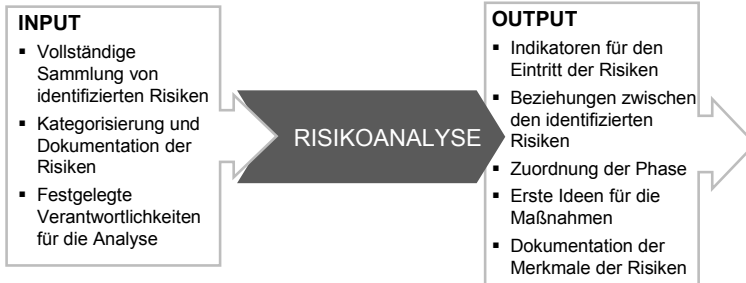 INPUT
▪ Vollständige
Sammlung von
identifizierten Risiken
▪ Kategorisierung und
Dokumentation der
Risiken
▪ Festgelegte
Verantwortlichkeiten
für die Analyse
RISIKOANALYSE
OUTPUT
▪ Indikatoren für den
Eintritt der Risiken
▪ Beziehungen zwischen
den identifizierten
Risiken
▪ Zuordnung der Phase
▪ Erste Ideen für die
Maßnahmen
▪ Dokumentation der
Merkmale der Risiken